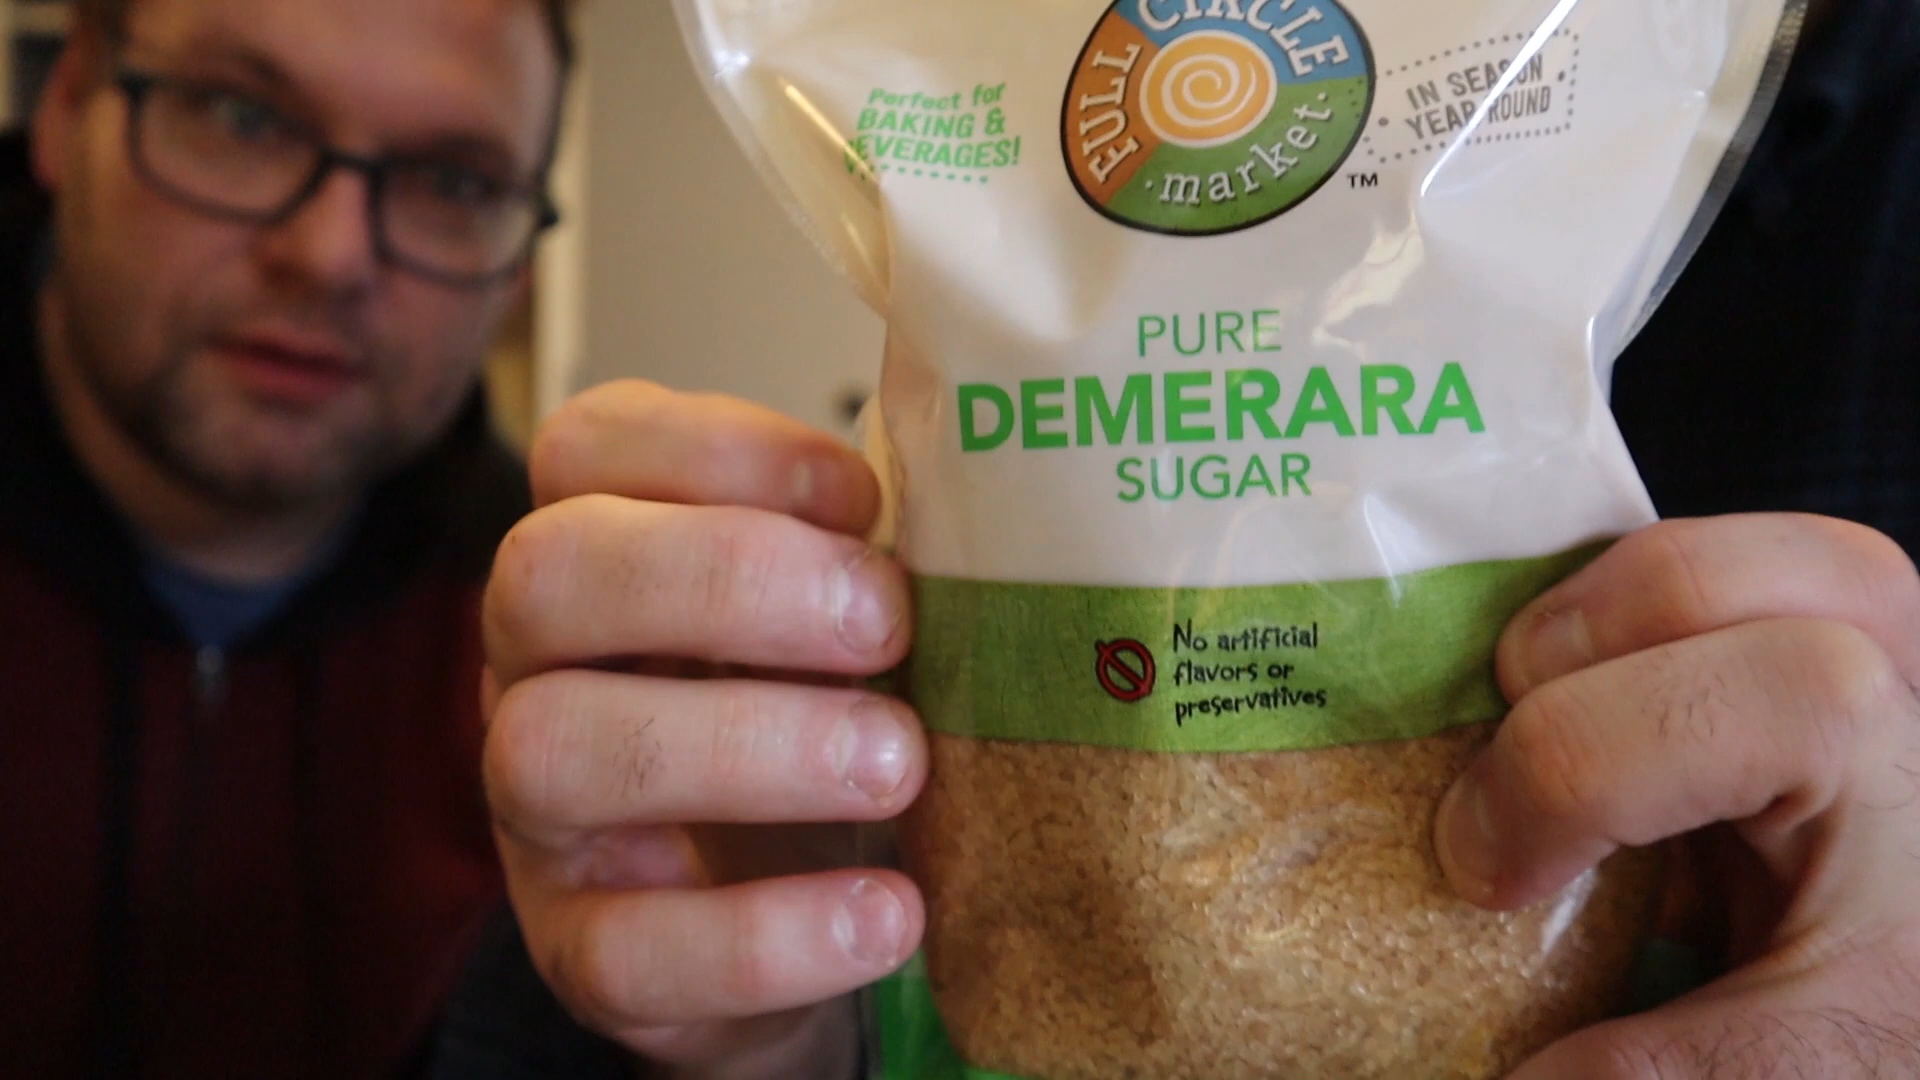 FULL CIRCLE
market
TM
Perfect for
BAKING &
BEVERAGES!
IN SEASON
YEAR ROUND
PURE
DEMERARA
SUGAR
No artificial
flavors or
preservatives